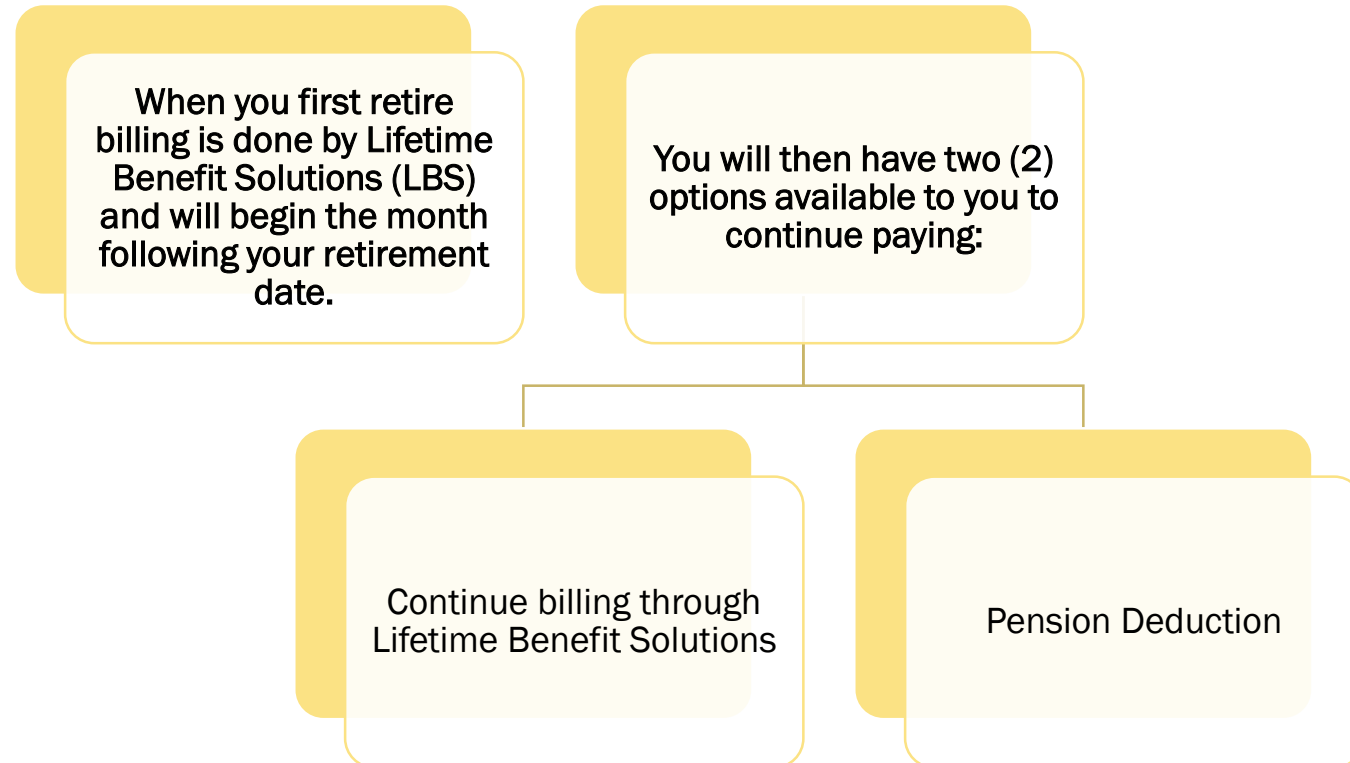 When you first retire
billing is done by Lifetime
Benefit Solutions (LBS)
and will begin the month
following your retirement
date.
You will then have two (2)
options available to you to
continue paying:
Continue billing through
Lifetime Benefit Solutions
Pension Deduction